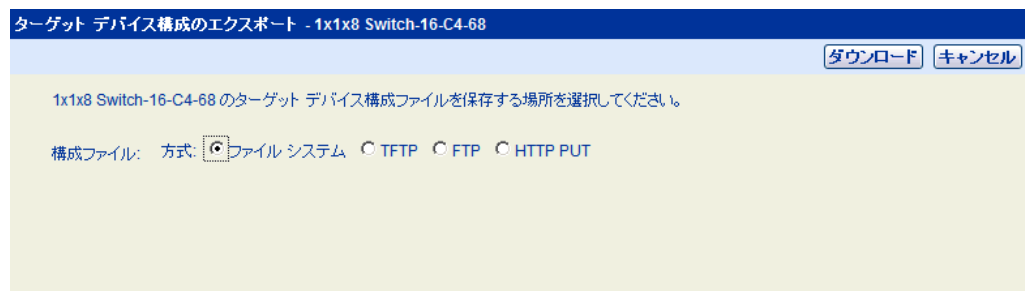 ターゲット デバイス構成のエクスポート - 1x1x8 Switch-16-C4-68
ダウンロード キャンセル
1x1x8 Switch-16-C4-68 のターゲット デバイス構成ファイルを保存する場所を選択してください。
構成ファイル: 方式: ファイル システム TFTP FTP HTTP PUT